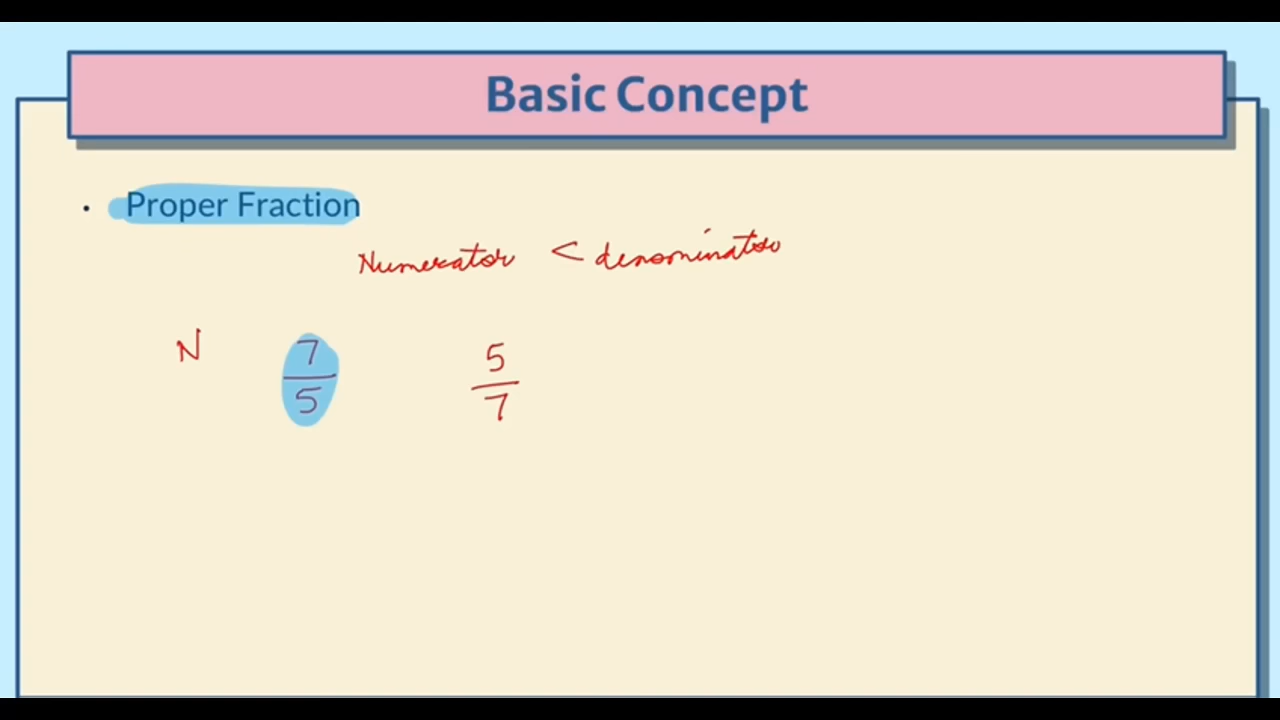 Basic Concept
• Proper Fraction
Numerator < denominator
N 7/5 5/7